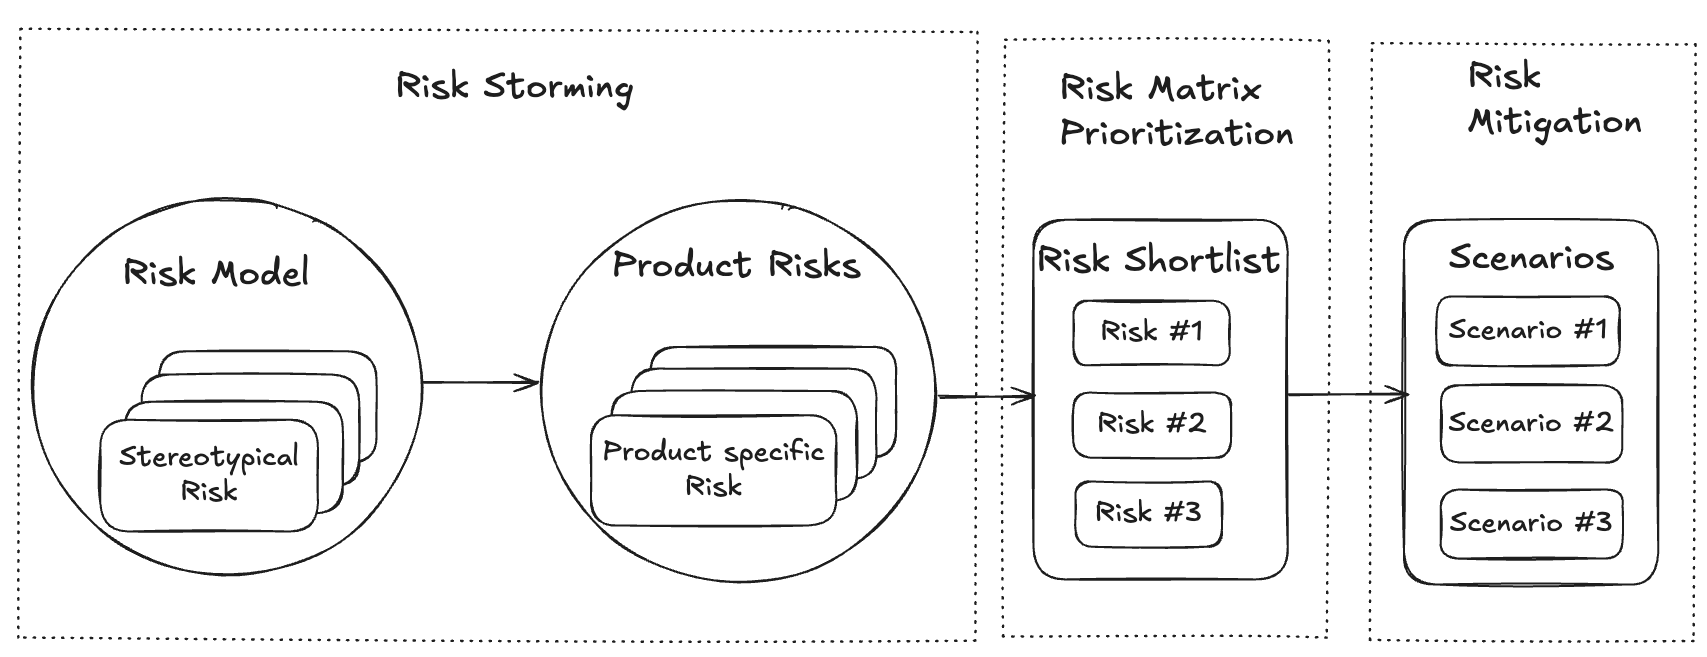 Risk Storming
Risk Model
Stereotypical
Risk
Product Risks
Product specific
Risk
Risk Matrix
Prioritization
Risk Shortlist
Risk #1
Risk #2
Risk #3
Risk
Mitigation
Scenarios
Scenario #1
Scenario #2
Scenario #3